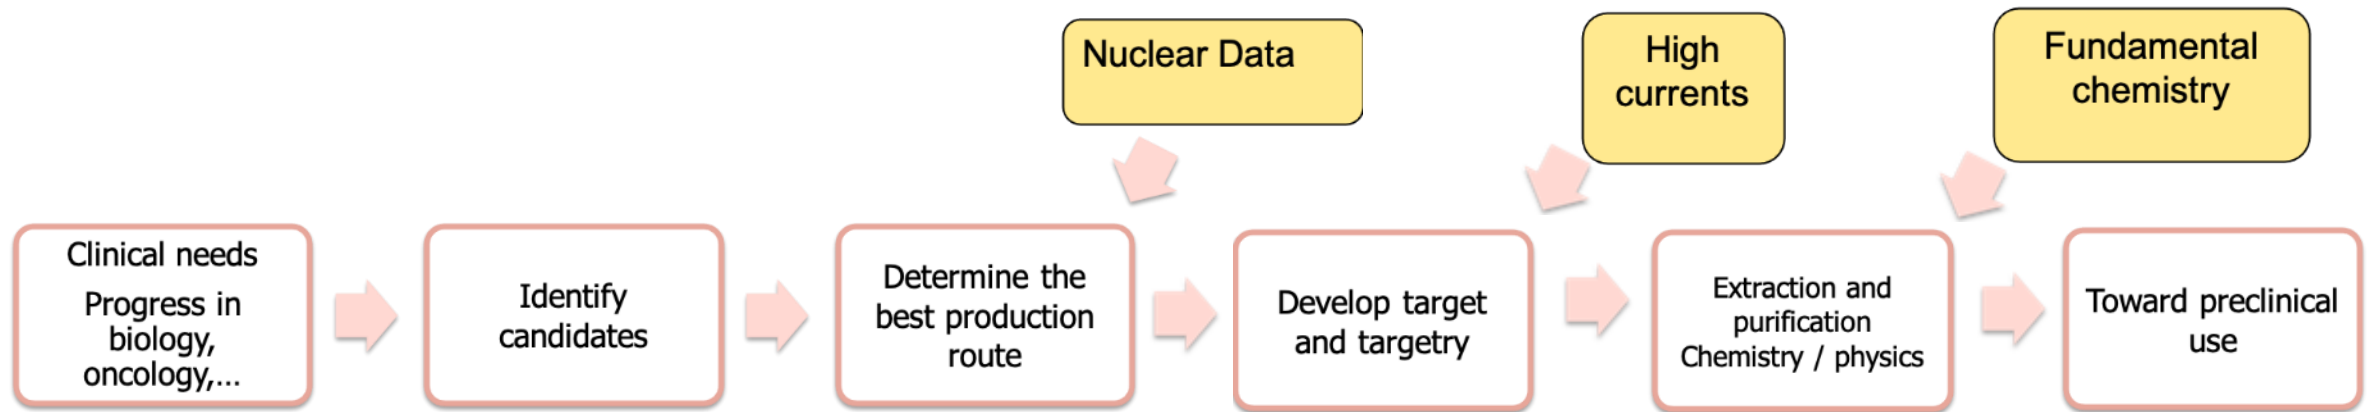 Nuclear Data
High
currents
Fundamental
chemistry
Clinical needs
Progress in
biology,
oncology,...
Identify
candidates
Determine the
best production
route
Develop target
and targetry
Extraction and
purification
Chemistry / physics
Toward preclinical
use